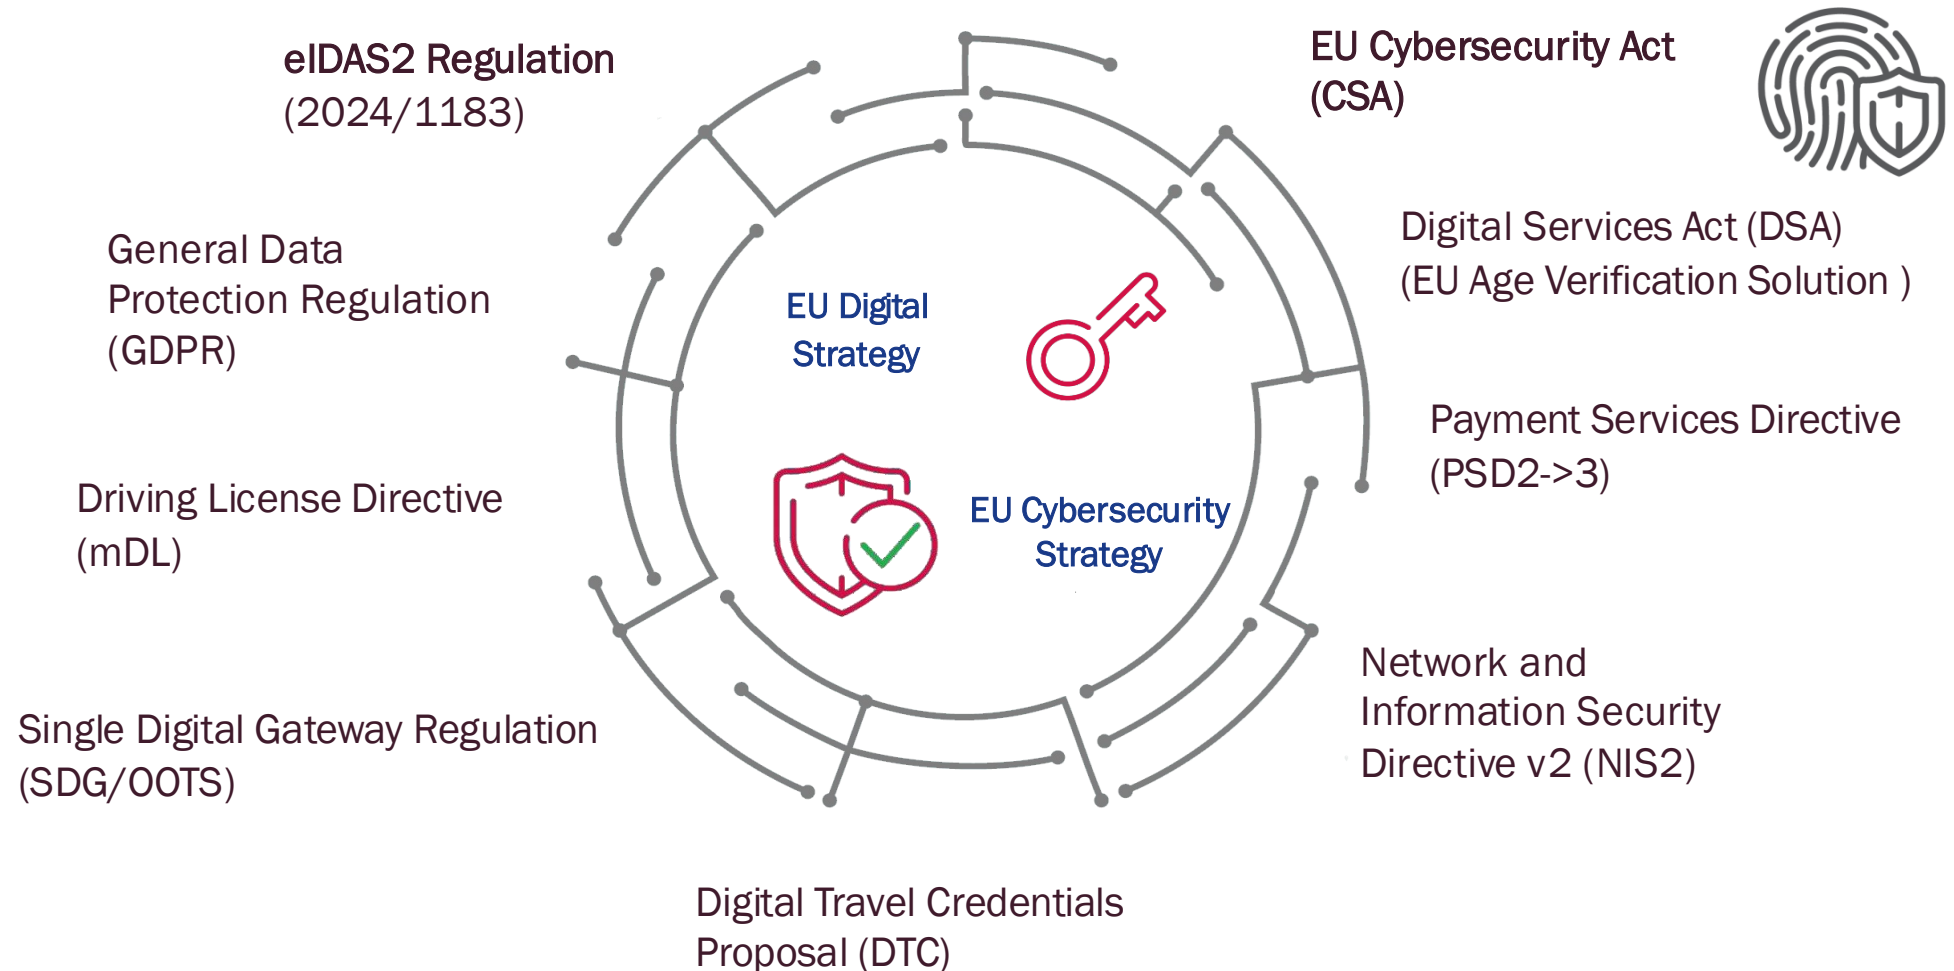 eIDAS2 Regulation
(2024/1183)
EU Cybersecurity Act
(CSA)
General Data
Protection Regulation
(GDPR)
Digital Services Act (DSA)
(EU Age Verification Solution )
EU Digital
Strategy
Payment Services Directive
(PSD2->3)
Driving License Directive
(mDL)
EU Cybersecurity
Strategy
Network and
Information Security
Directive v2 (NIS2)
Single Digital Gateway Regulation
(SDG/OOTS)
Digital Travel Credentials
Proposal (DTC)